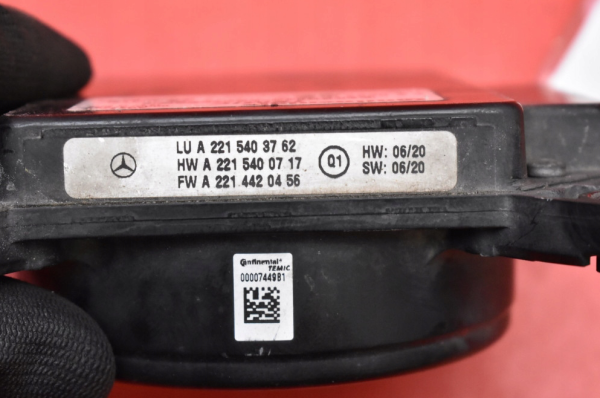 LU A 221 540 37 62
HW A 221 540 07 17
FW A 221 442 04 56
Q1
HW: 06/20
SW: 06/20
Continental
TEMIC
0000744981